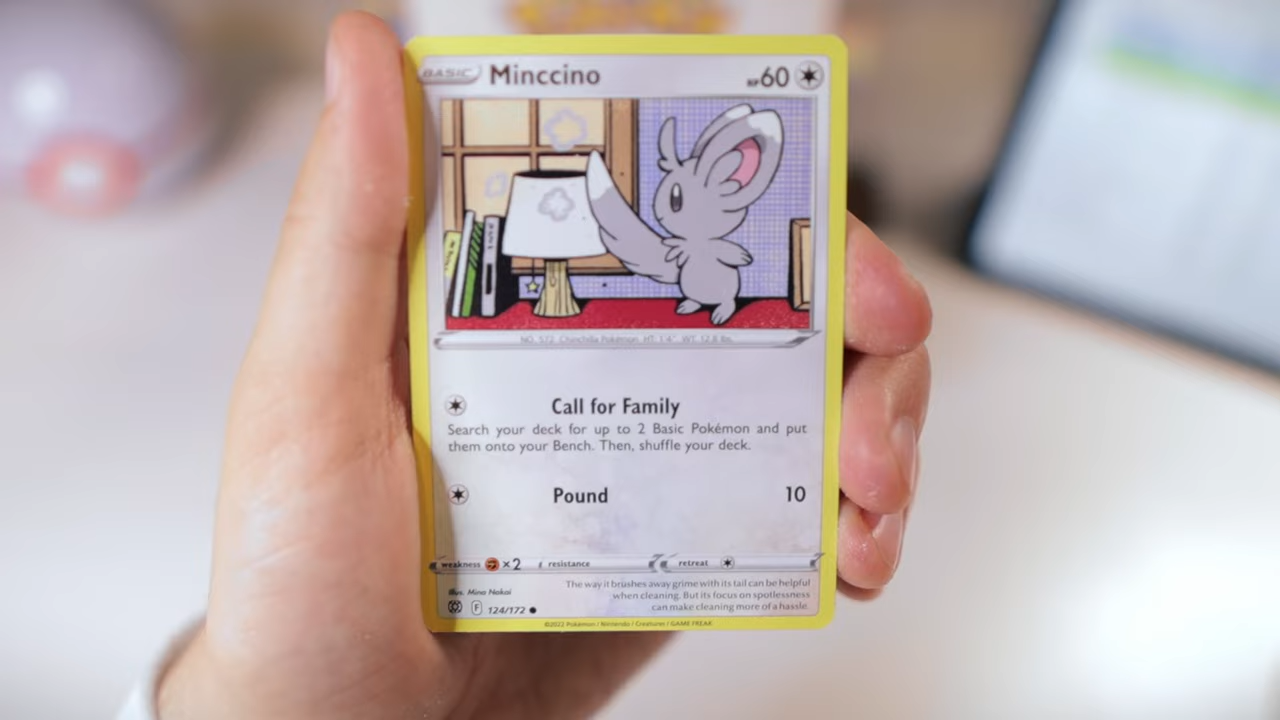 BASIC Minccino HP 60
NO. 572 Chinchilla Pokémon HT: 1'4" WT: 12.8 lbs.
Call for Family
Search your deck for up to 2 Basic Pokémon and put
them onto your Bench. Then, shuffle your deck.
Pound 10
weakness ×2 resistance retreat
The way it brushes away grime with its tail can be helpful
when cleaning. But its focus on spotlessness
can make cleaning more of a hassle.
Illus. Mina Nakai
F 124/172
©2022 Pokémon / Nintendo / Creatures / GAME FREAK